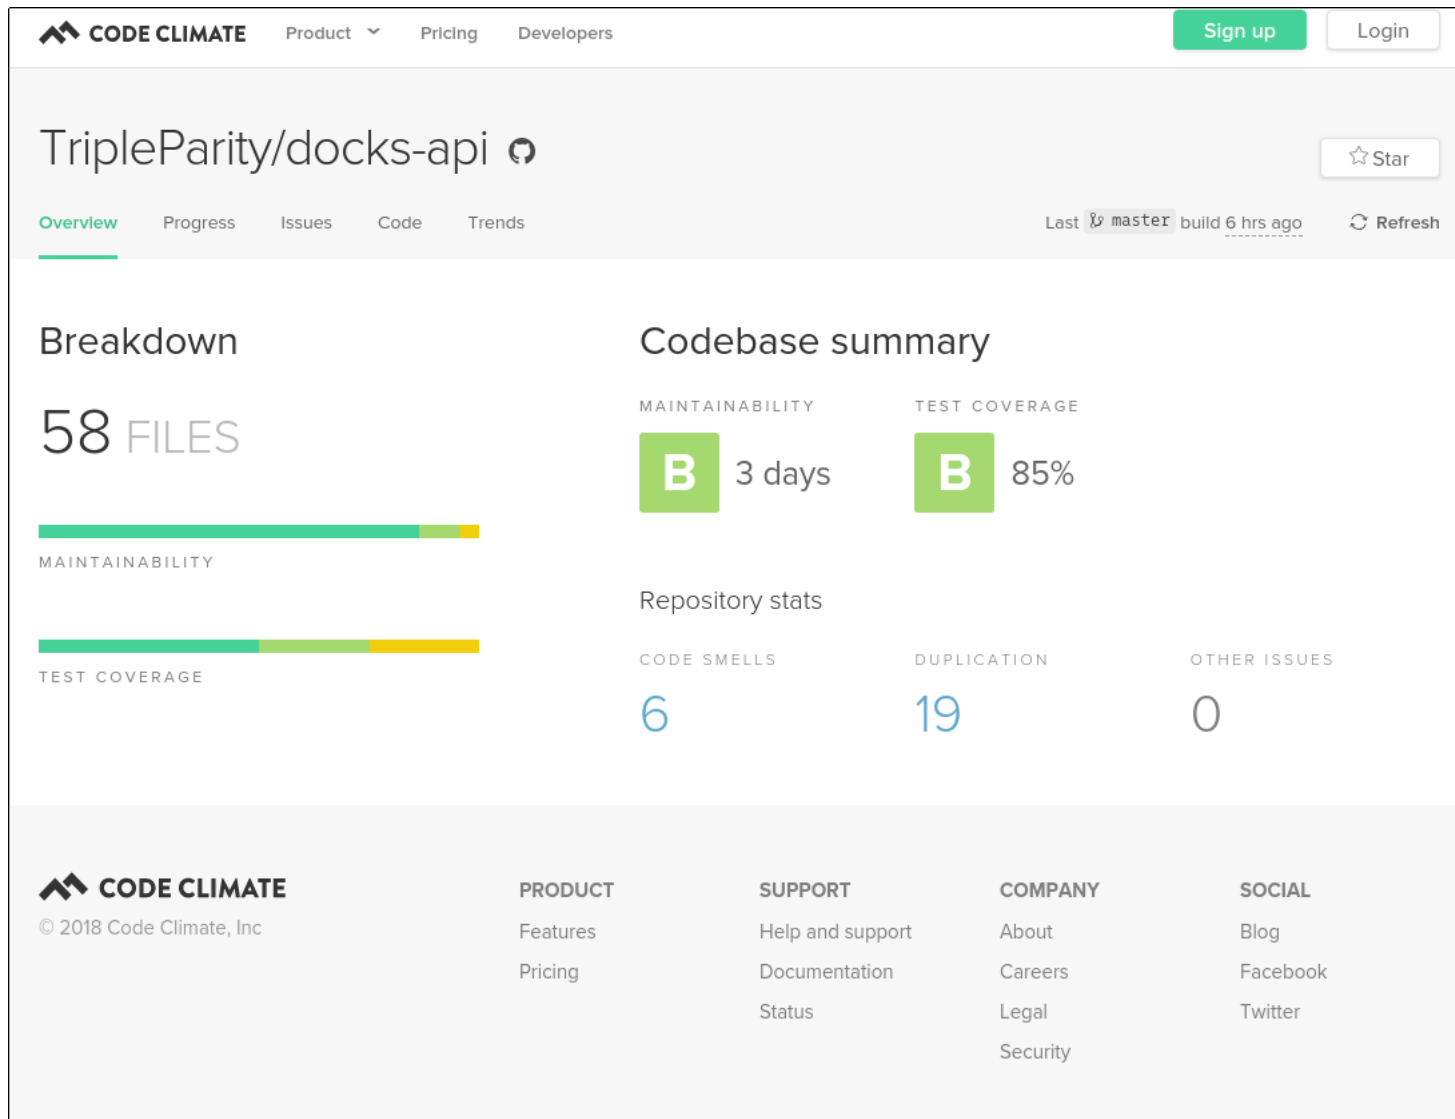 CODE CLIMATE Product Pricing Developers Sign up Login
TripleParity/docks-api
Star
Overview Progress Issues Code Trends Last master build 6 hrs ago Refresh
Breakdown
58 FILES
MAINTAINABILITY
TEST COVERAGE
Codebase summary
MAINTAINABILITY TEST COVERAGE
B 3 days B 85%
Repository stats
CODE SMELLS DUPLICATION OTHER ISSUES
6 19 0
CODE CLIMATE
© 2018 Code Climate, Inc
PRODUCT
Features
Pricing
SUPPORT
Help and support
Documentation
Status
COMPANY
About
Careers
Legal
Security
SOCIAL
Blog
Facebook
Twitter